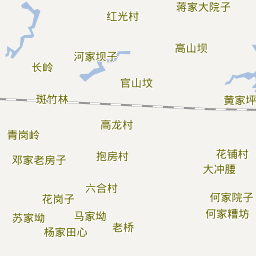 蒋家大院子
红光村
高山坝
河家坝子
长岭
官山坟
斑竹林
黄家坪
高龙村
青岗岭
花铺村
抱房村
邓家老房子
大冲腰
六合村
花岗子
何家院子
何家糟坊
苏家坳
马家坳
老桥
杨家田心